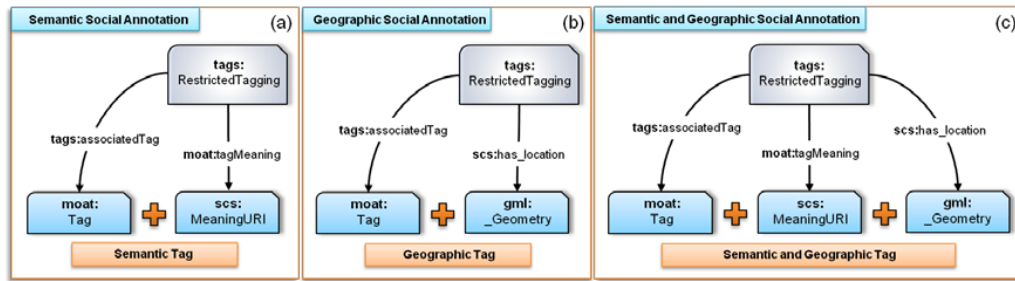 Semantic Social Annotation
(a)
tags:
RestrictedTagging
tags:associatedTag
moat:tagMeaning
moat:
Tag
scs:
MeaningURI
Semantic Tag
Geographic Social Annotation
(b)
tags:
RestrictedTagging
tags:associatedTag
scs:has_location
moat:
Tag
gml:
_Geometry
Geographic Tag
Semantic and Geographic Social Annotation
(c)
tags:
RestrictedTagging
tags:associatedTag
scs:has_location
moat:tagMeaning
moat:
Tag
scs:
MeaningURI
gml:
_Geometry
Semantic and Geographic Tag